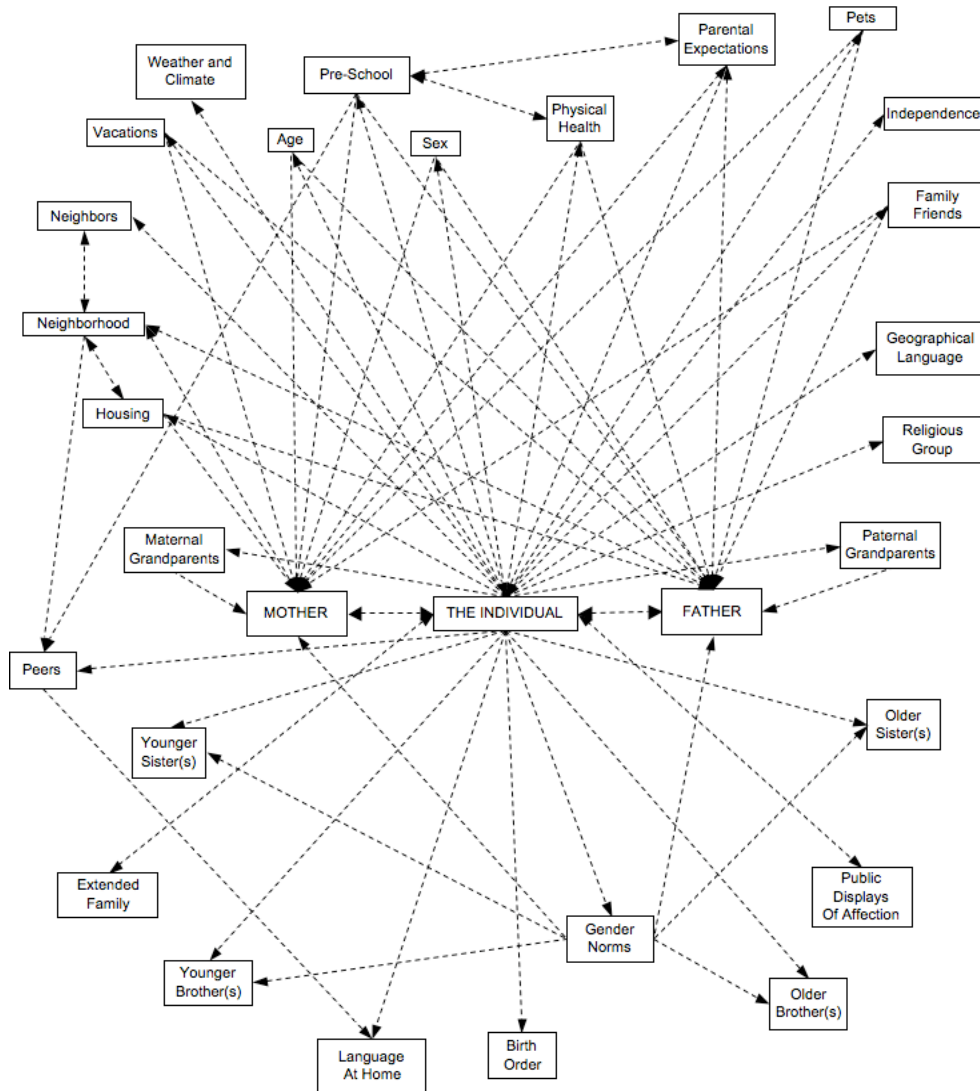 Pets
Parental
Expectations
Weather and
Climate
Pre-School
Physical
Health
Independence
Vacations
Age
Sex
Family
Friends
Neighbors
Neighborhood
Geographical
Language
Housing
Religious
Group
Maternal
Grandparents
Paternal
Grandparents
MOTHER
THE INDIVIDUAL
FATHER
Peers
Younger
Sister(s)
Older
Sister(s)
Extended
Family
Public
Displays
Of Affection
Gender
Norms
Younger
Brother(s)
Older
Brother(s)
Language
At Home
Birth
Order